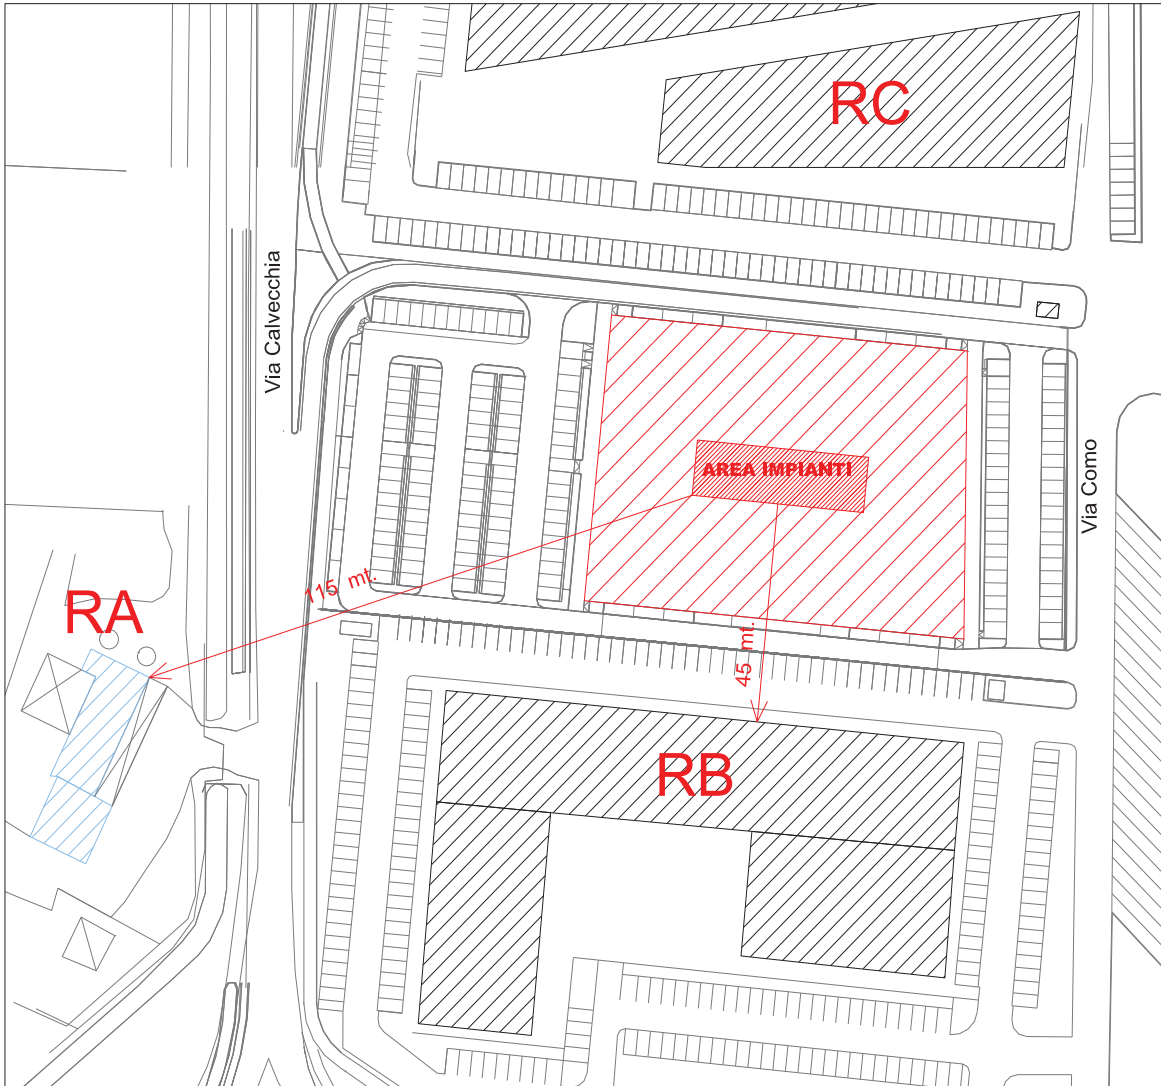 RC
Via Calvecchia
AREA IMPIANTI
Via Como
115 mt.
RA
45 mt.
RB